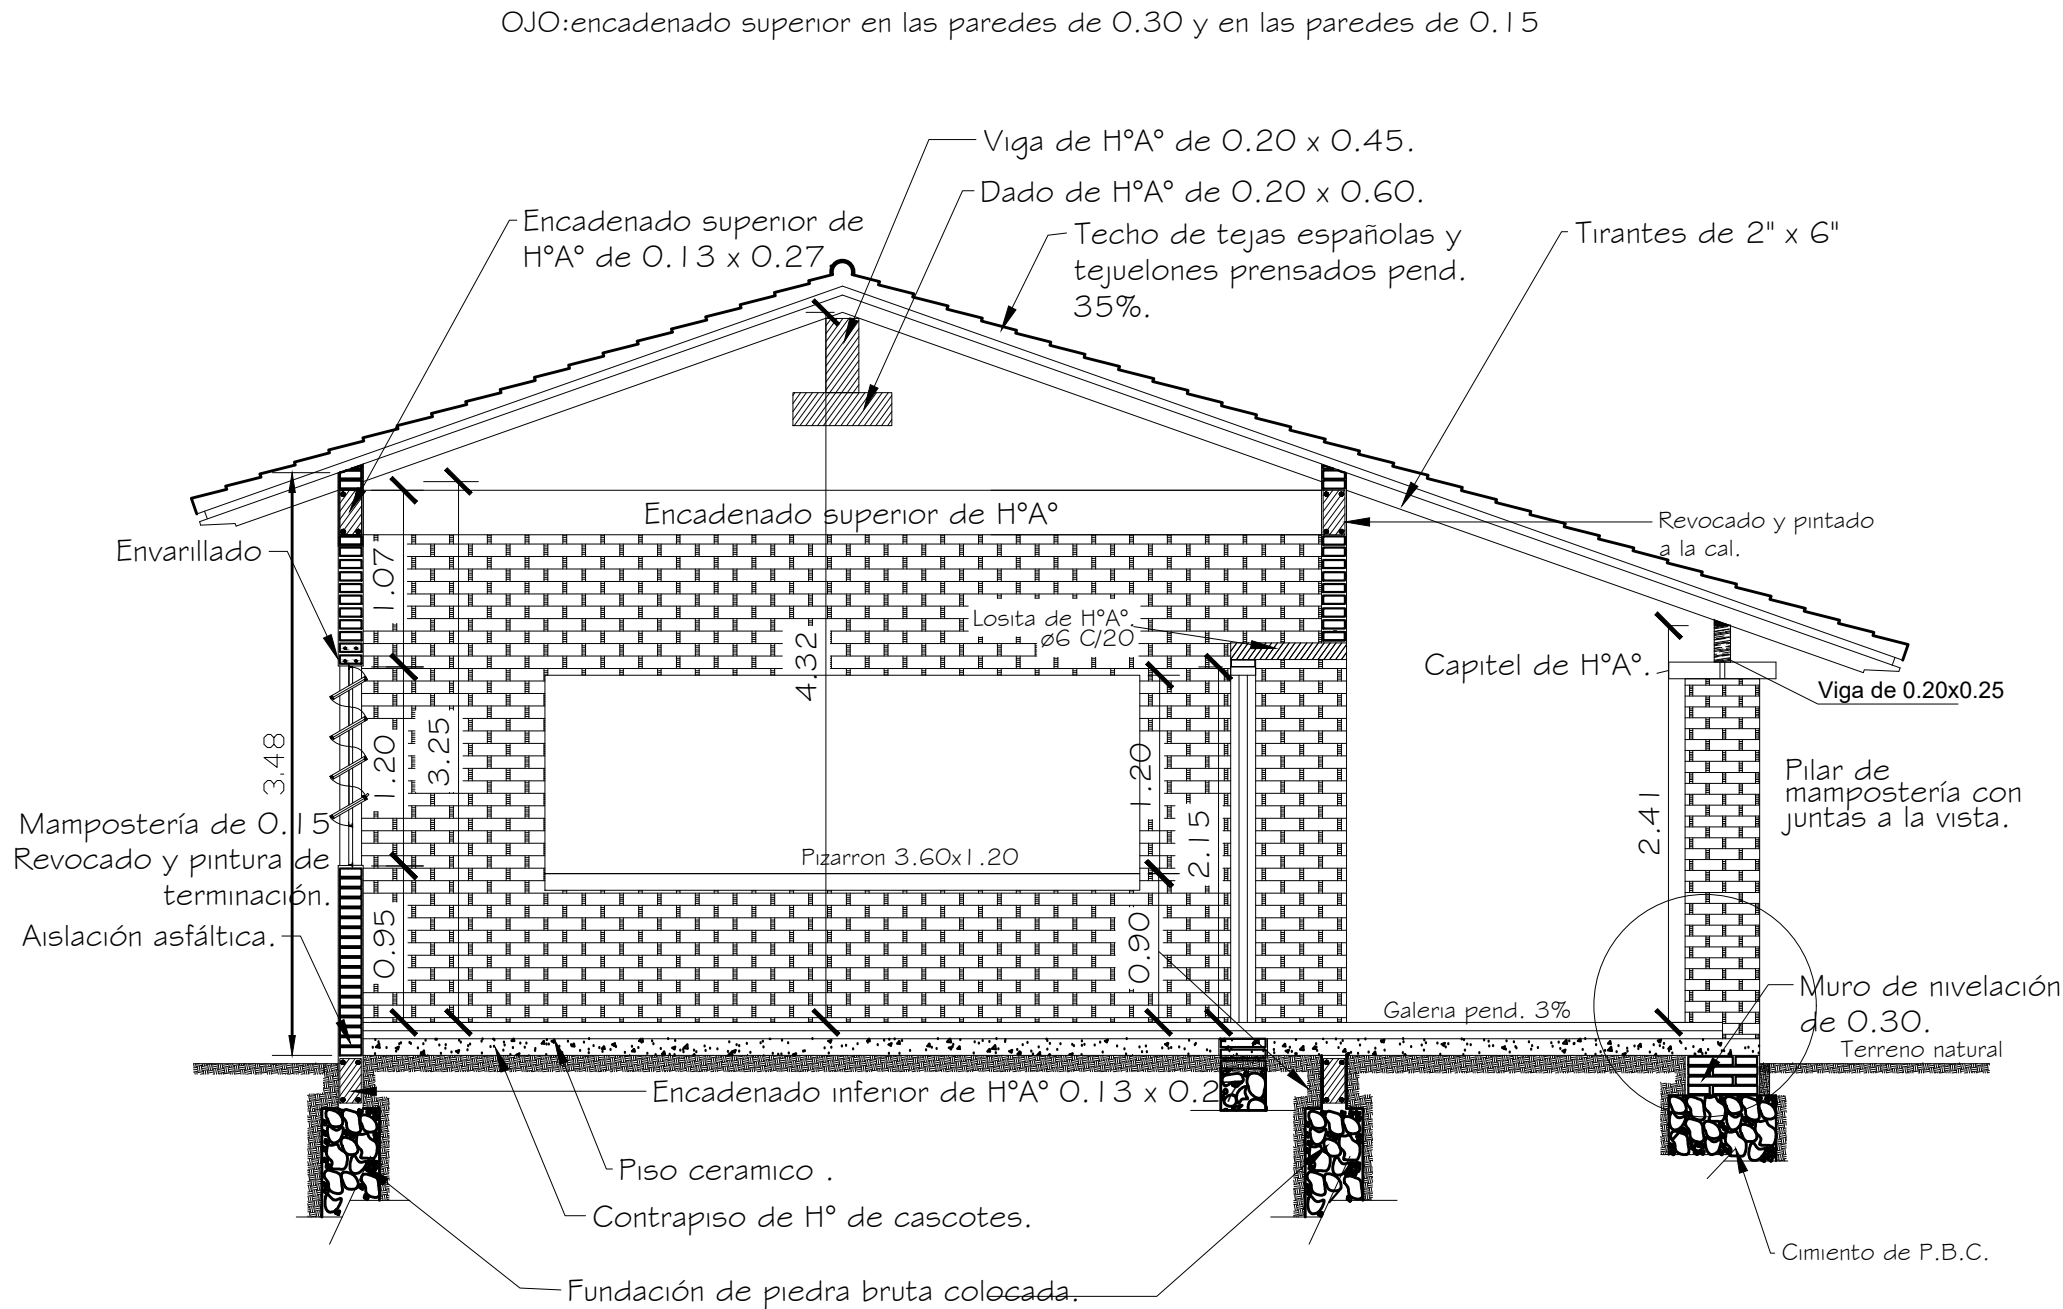 OJO:encadenado superior en las paredes de 0.30 y en las paredes de 0.15
Viga de H°A° de 0.20 x 0.45.
Dado de H°A° de 0.20 x 0.60.
Encadenado superior de
H°A° de 0.13 x 0.27
Techo de tejas españolas y
tejuelones prensados pend.
35%.
Tirantes de 2" x 6"
Encadenado superior de H°A°
Revocado y pintado
a la cal.
Envarillado
1.07
Losita de H°A°.
ø6 C/20
4.32
Capitel de H°A°.
Viga de 0.20x0.25
3.48
1.20
3.25
1.20
2.15
2.41
Pilar de
mampostería con
juntas a la vista.
Mampostería de 0.15
Revocado y pintura de
terminación.
Pizarron 3.60x1.20
Aislación asfáltica.
0.95
0.90
Galeria pend. 3%
Muro de nivelación
de 0.30.
Terreno natural
Encadenado inferior de H°A° 0.13 x 0.2
Piso ceramico .
Contrapiso de H° de cascotes.
Cimiento de P.B.C.
Fundación de piedra bruta colocada.